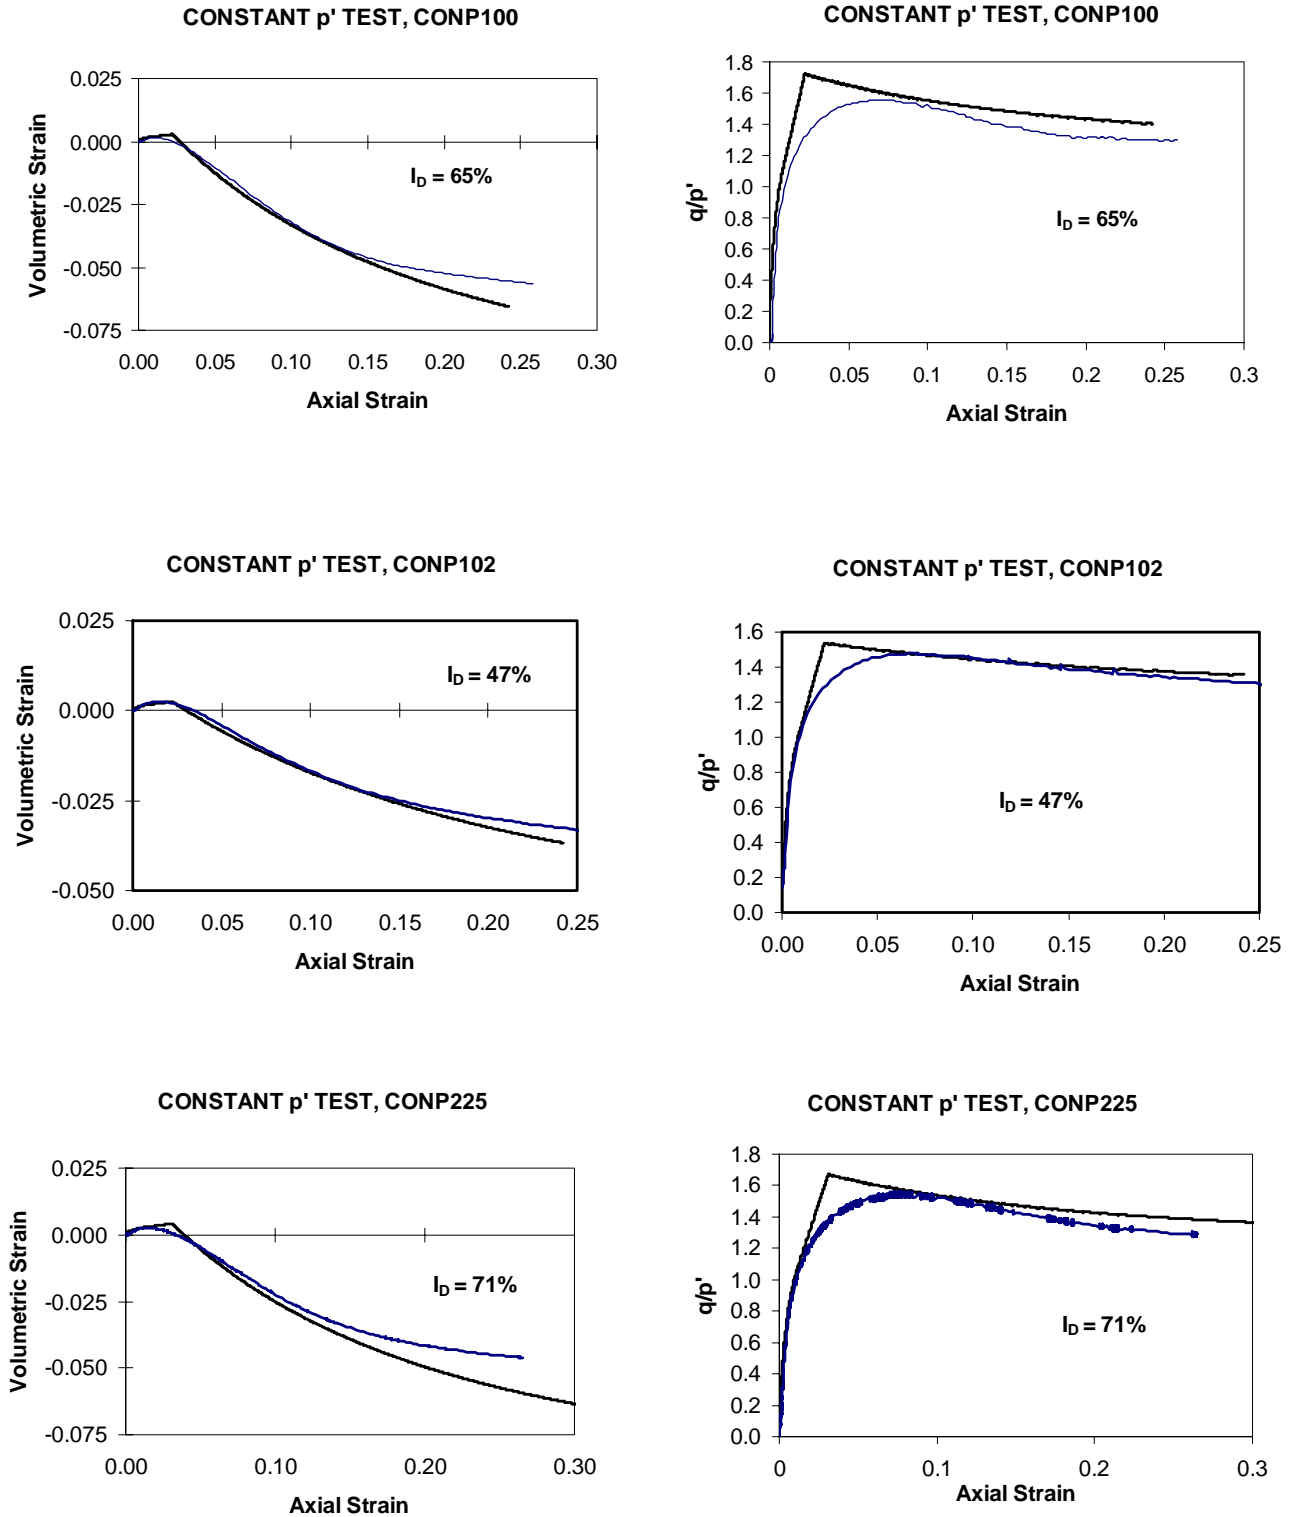 CONSTANT p' TEST, CONP100
0.025
0.000
-0.025
-0.050
-0.075
Volumetric Strain
I_D = 65%
0.00 0.05 0.10 0.15 0.20 0.25 0.30
Axial Strain
CONSTANT p' TEST, CONP100
1.8
1.6
1.4
1.2
1.0
0.8
0.6
0.4
0.2
0.0
q/p'
I_D = 65%
0 0.05 0.1 0.15 0.2 0.25 0.3
Axial Strain
CONSTANT p' TEST, CONP102
0.025
0.000
-0.025
-0.050
Volumetric Strain
I_D = 47%
0.00 0.05 0.10 0.15 0.20 0.25
Axial Strain
CONSTANT p' TEST, CONP102
1.6
1.4
1.2
1.0
0.8
0.6
0.4
0.2
0.0
q/p'
I_D = 47%
0.00 0.05 0.10 0.15 0.20 0.25
Axial Strain
CONSTANT p' TEST, CONP225
0.025
0.000
-0.025
-0.050
-0.075
Volumetric Strain
I_D = 71%
0.00 0.10 0.20 0.30
Axial Strain
CONSTANT p' TEST, CONP225
1.8
1.6
1.4
1.2
1.0
0.8
0.6
0.4
0.2
0.0
q/p'
I_D = 71%
0 0.1 0.2 0.3
Axial Strain